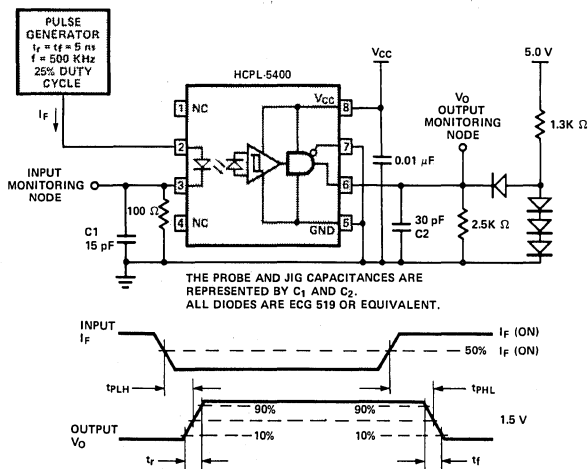 PULSE
GENERATOR
tr = tf = 5 ns
f = 500 KHz
25% DUTY
CYCLE
IF
INPUT
MONITORING
NODE
C1
15 pF
100 Ω
HCPL-5400
1 NC
2
3
4 NC
VCC 8
7
6
GND 5
VCC
0.01 μF
30 pF
C2
VO
OUTPUT
MONITORING
NODE
2.5K Ω
5.0 V
1.3K Ω
THE PROBE AND JIG CAPACITANCES ARE
REPRESENTED BY C1 AND C2.
ALL DIODES ARE ECG 519 OR EQUIVALENT.
INPUT
IF
IF (ON)
50% IF (ON)
tPLH
tPHL
OUTPUT
VO
90% 90%
1.5 V
10% 10%
tr
tf